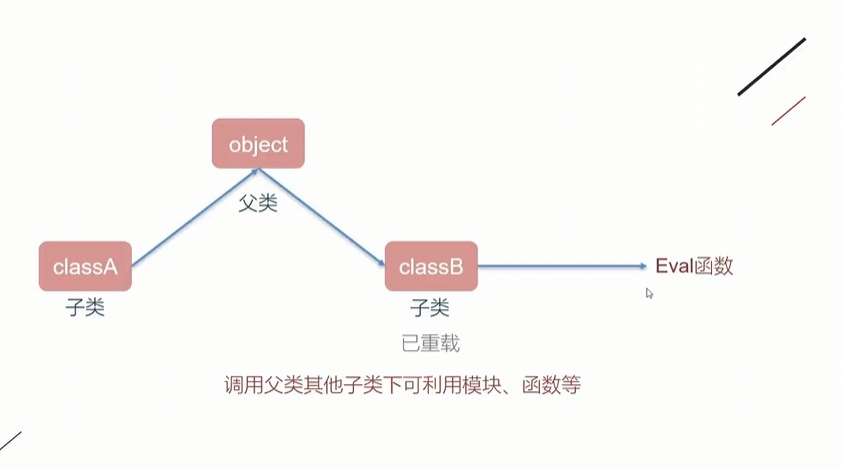 object
父类
classA
classB
Eval函数
子类
子类
已重载
调用父类其他子类下可利用模块、函数等